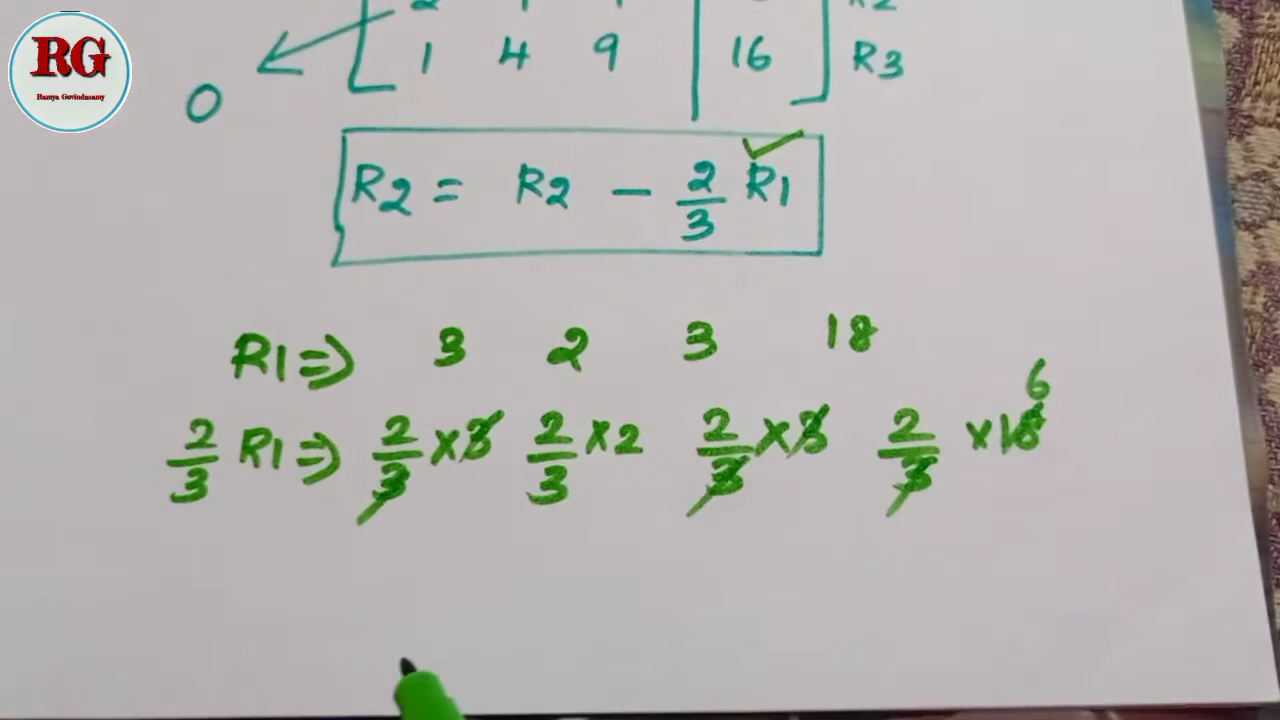 RG
Ramya Govindasamy
1 4 9 | 16 R3
0
R2 = R2 - 2/3 R1
R1 ⇒ 3 2 3 18
6
2/3 R1 ⇒ 2/3 × 3 2/3 × 2 2/3 × 3 2/3 × 18